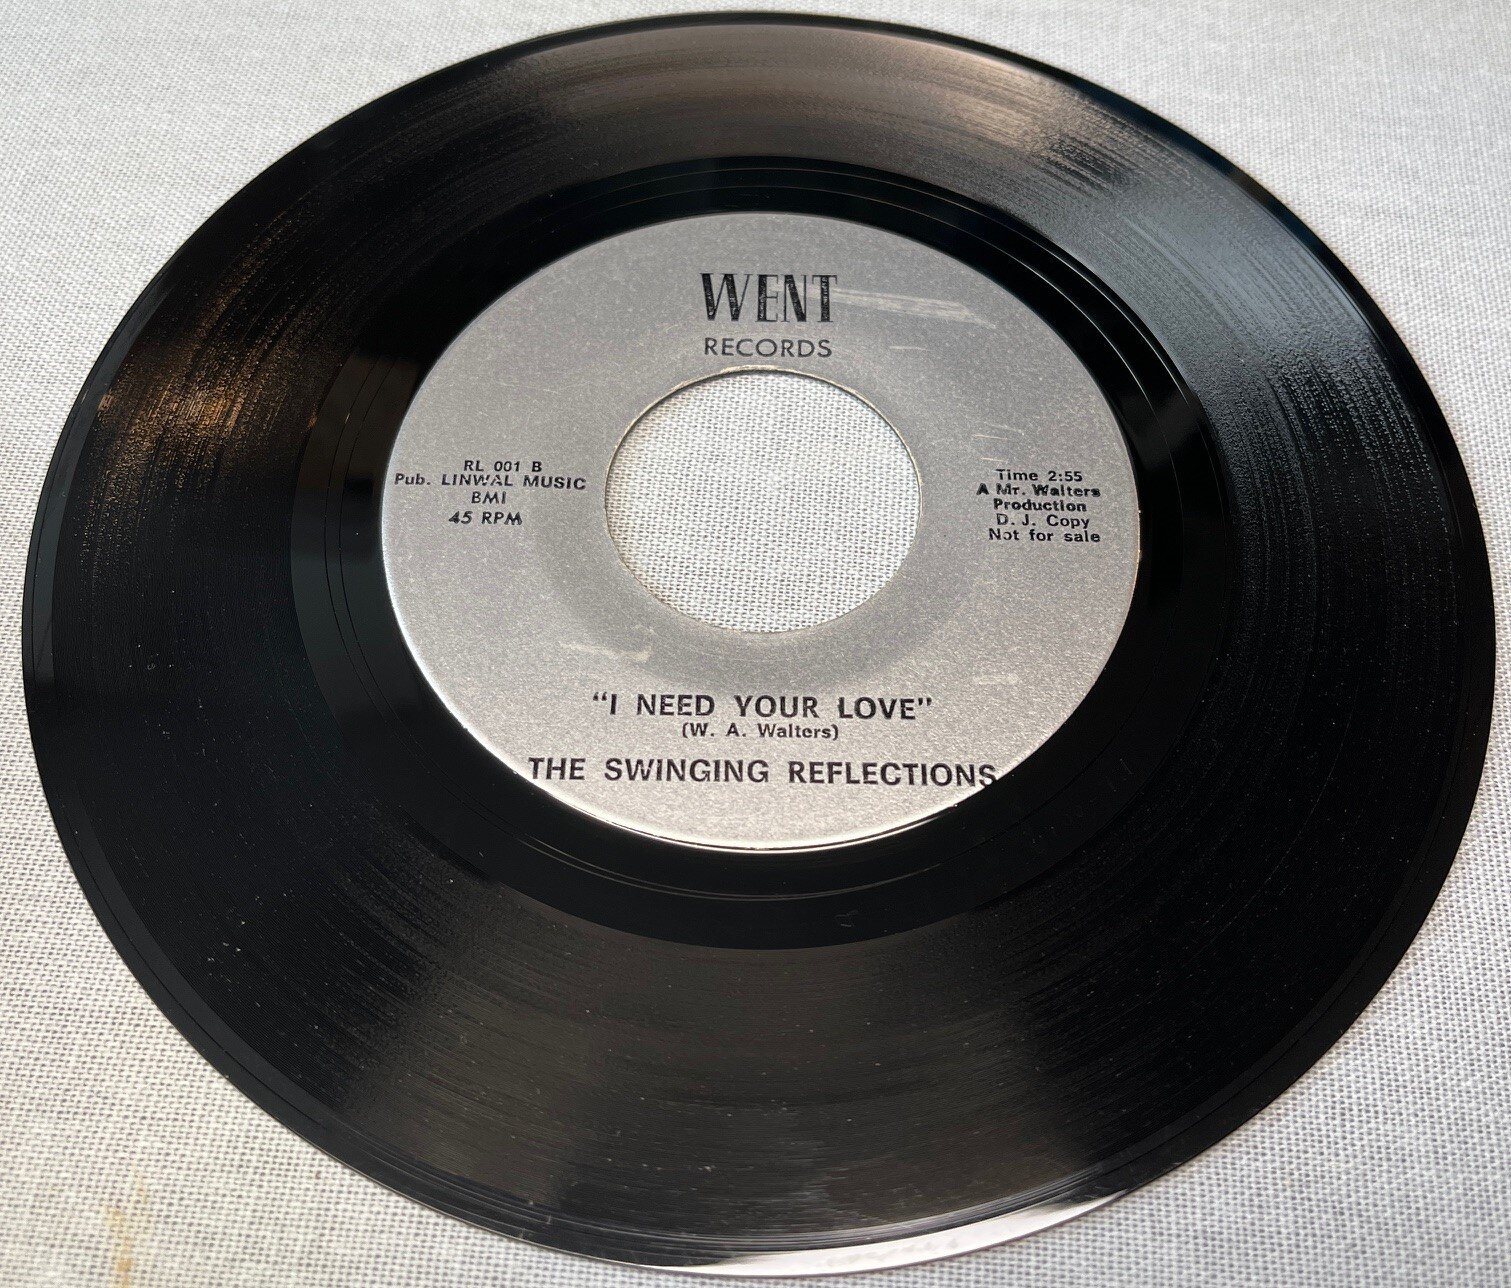 WENT
RECORDS
RL 001 B
Pub. LINWAL MUSIC
BMI
45 RPM
Time 2:55
A Mr. Walters
Production
D. J. Copy
Not for sale
"I NEED YOUR LOVE"
(W. A. Walters)
THE SWINGING REFLECTIONS